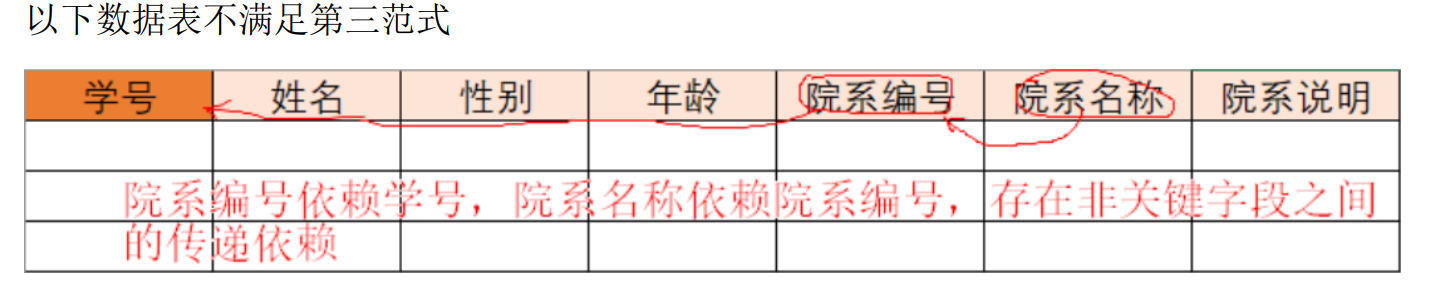 以下数据表不满足第三范式
学号 姓名 性别 年龄 院系编号 院系名称 院系说明
院系编号依赖学号，院系名称依赖院系编号，存在非关键字段之间
的传递依赖